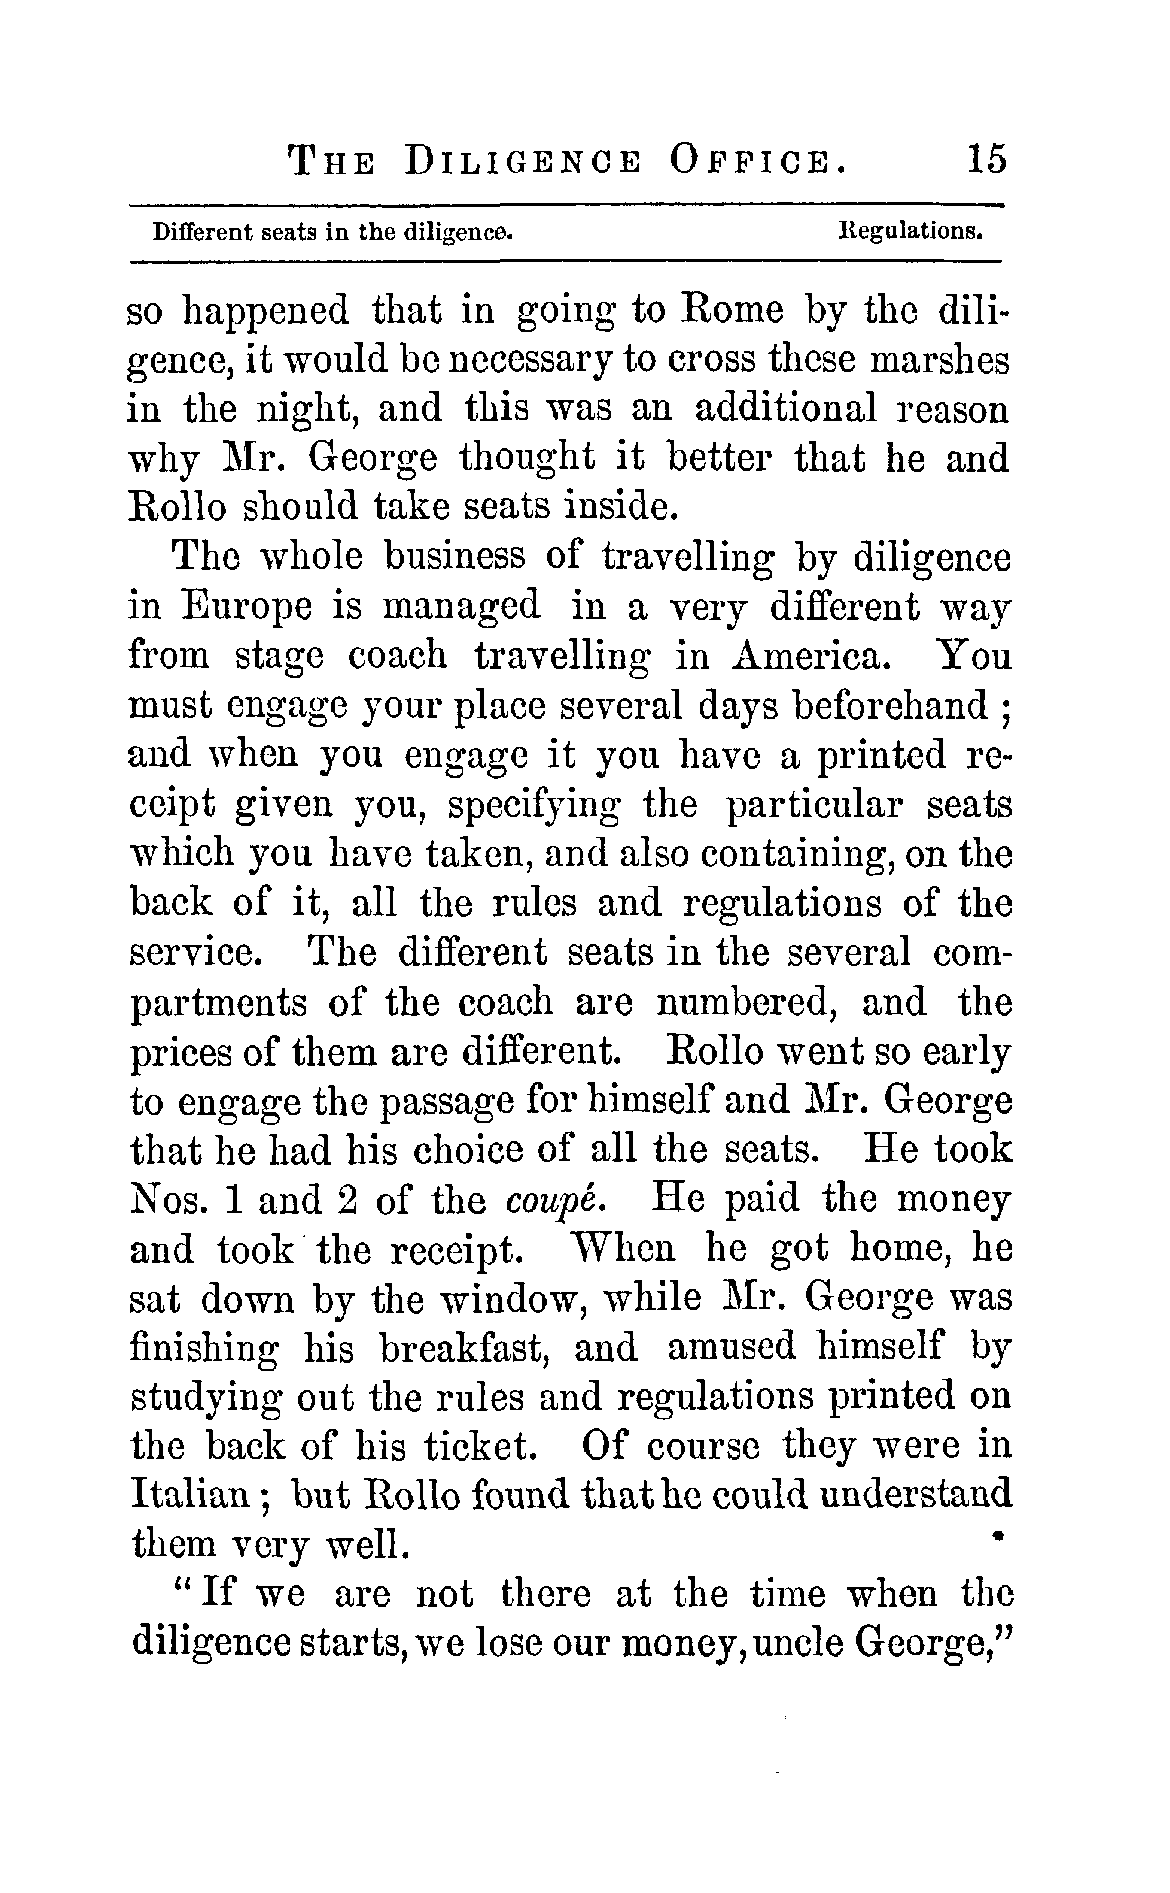 The Diligence Office. 15
Different seats in the diligence. Regulations.
so happened that in going to Rome by the dili-
gence, it would be necessary to cross these marshes
in the night, and this was an additional reason
why Mr. George thought it better that he and
Rollo should take seats inside.
The whole business of travelling by diligence
in Europe is managed in a very different way
from stage coach travelling in America. You
must engage your place several days beforehand ;
and when you engage it you have a printed re-
ceipt given you, specifying the particular seats
which you have taken, and also containing, on the
back of it, all the rules and regulations of the
service. The different seats in the several com-
partments of the coach are numbered, and the
prices of them are different. Rollo went so early
to engage the passage for himself and Mr. George
that he had his choice of all the seats. He took
Nos. 1 and 2 of the coupé. He paid the money
and took the receipt. When he got home, he
sat down by the window, while Mr. George was
finishing his breakfast, and amused himself by
studying out the rules and regulations printed on
the back of his ticket. Of course they were in
Italian ; but Rollo found that he could understand
them very well.
“ If we are not there at the time when the
diligence starts, we lose our money, uncle George,”